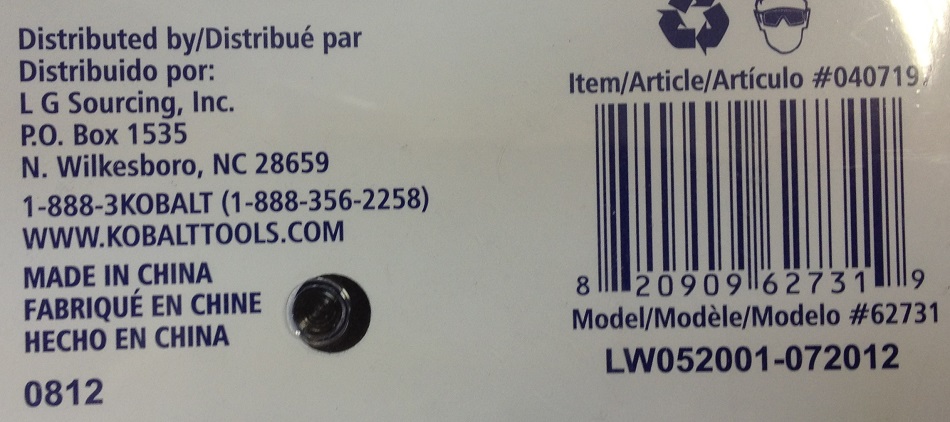 Distributed by/Distribué par
Distribuido por:
L G Sourcing, Inc.
P.O. Box 1535
N. Wilkesboro, NC 28659
1-888-3KOBALT (1-888-356-2258)
WWW.KOBALTTOOLS.COM
MADE IN CHINA
FABRIQUÉ EN CHINE
HECHO EN CHINA
0812
Item/Article/Artículo #0407197
8 20909 62731 9
Model/Modèle/Modelo #62731
LW052001-072012